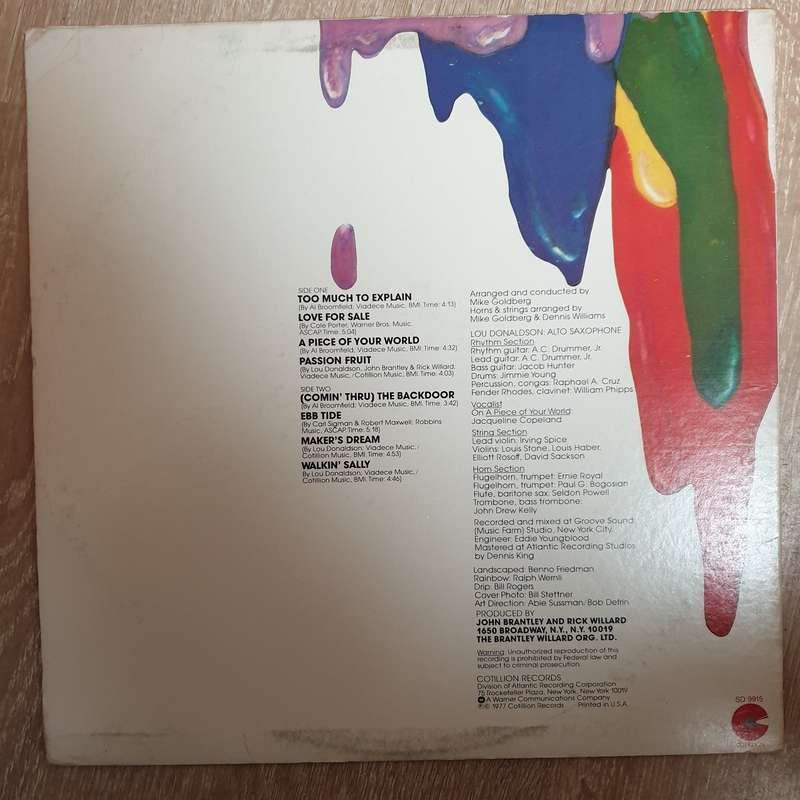 SIDE ONE
TOO MUCH TO EXPLAIN
(By Al Broomfield; Viadece Music, BMI. Time: 4:13)
LOVE FOR SALE
(By Cole Porter; Warner Bros. Music,
ASCAP. Time: 5:04)
A PIECE OF YOUR WORLD
(By Al Broomfield; Viadece Music, BMI. Time: 4:32)
PASSION FRUIT
(By Lou Donaldson, John Brantley & Rick Willard;
Viadece Music, /Cotillion Music, BMI. Time: 4:03)
SIDE TWO
(COMIN' THRU) THE BACKDOOR
(By Al Broomfield; Viadece Music, BMI. Time: 3:42)
EBB TIDE
(By Carl Sigman & Robert Maxwell; Robbins
Music, ASCAP. Time: 5:18)
MAKER'S DREAM
(By Lou Donaldson; Viadece Music, /
Cotillion Music, BMI. Time: 4:53)
WALKIN' SALLY
(By Lou Donaldson; Viadece Music, /
Cotillion Music, BMI. Time: 4:46)
Arranged and conducted by
Mike Goldberg
Horns & strings arranged by
Mike Goldberg & Dennis Williams
LOU DONALDSON: ALTO SAXOPHONE
Rhythm Section
Rhythm guitar: A.C. Drummer, Jr.
Lead guitar: A.C. Drummer, Jr.
Bass guitar: Jacob Hunter
Drums: Jimmie Young
Percussion, congas: Raphael A. Cruz
Fender Rhodes, clavinet: William Phipps
Vocalist
On A Piece of Your World:
Jacqueline Copeland
String Section
Lead violin: Irving Spice
Violins: Louis Stone, Louis Haber,
Elliott Rosoff, David Sackson
Horn Section
Flugelhorn, trumpet: Ernie Royal
Flugelhorn, trumpet: Paul G. Bogosian
Flute, baritone sax: Seldon Powell
Trombone, bass trombone:
John Drew Kelly
Recorded and mixed at Groove Sound
(Music Farm) Studio, New York City.
Engineer: Eddie Youngblood
Mastered at Atlantic Recording Studios
by Dennis King
Landscaped: Benno Friedman
Rainbow: Ralph Wernli
Drip: Bill Rogers
Cover Photo: Bill Stettner
Art Direction: Abie Sussman/Bob Defrin
PRODUCED BY
JOHN BRANTLEY AND RICK WILLARD
1650 BROADWAY, N.Y., N.Y. 10019
THE BRANTLEY WILLARD ORG. LTD.
Warning: Unauthorized reproduction of this
recording is prohibited by Federal law and
subject to criminal prosecution.
COTILLION RECORDS
Division of Atlantic Recording Corporation
75 Rockefeller Plaza, New York, New York 10019
A Warner Communications Company
℗ © 1977 Cotillion Records Printed in U.S.A.
SD 9915
COTILLION